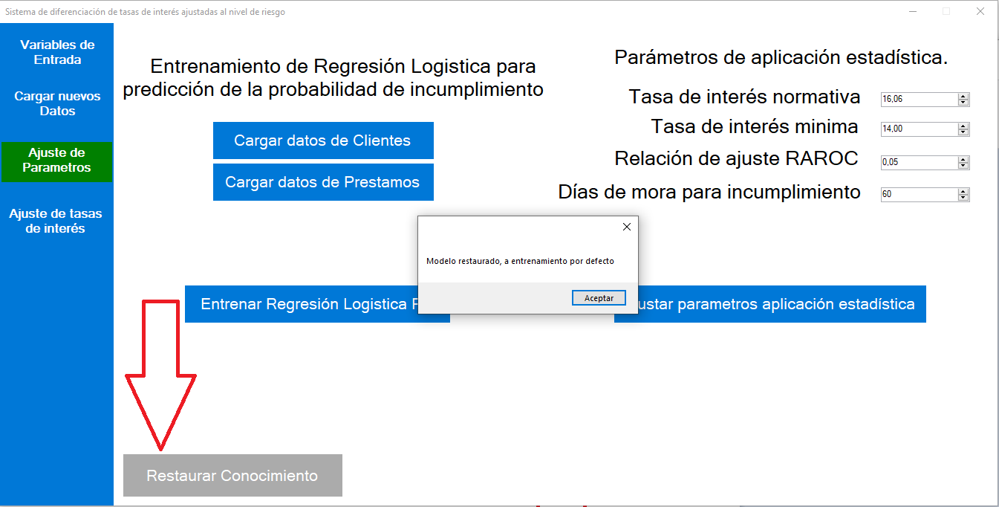 Sistema de diferenciación de tasas de interés ajustadas al nivel de riesgo
Variables de
Entrada
Cargar nuevos
Datos
Ajuste de
Parametros
Ajuste de tasas
de interés
Entrenamiento de Regresión Logistica para
predicción de la probabilidad de incumplimiento
Cargar datos de Clientes
Cargar datos de Prestamos
Parámetros de aplicación estadística.
Tasa de interés normativa 16,06
Tasa de interés minima 14,00
Relación de ajuste RAROC 0,05
Días de mora para incumplimiento 60
Modelo restaurado, a entrenamiento por defecto
Aceptar
Entrenar Regresión Logistica
ustar parametros aplicación estadística
Restaurar Conocimiento